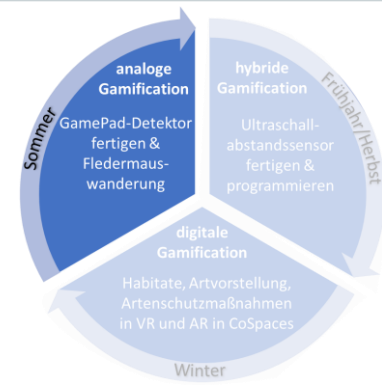 Sommer
analoge
Gamification
GamePad-Detektor
fertigen &
Fledermaus-
wanderung
hybride
Gamification
Ultraschall-
abstandssensor
fertigen &
programmieren
Frühjahr/Herbst
digitale
Gamification
Habitate, Artvorstellung,
Artenschutzmaßnahmen
in VR und AR in CoSpaces
Winter